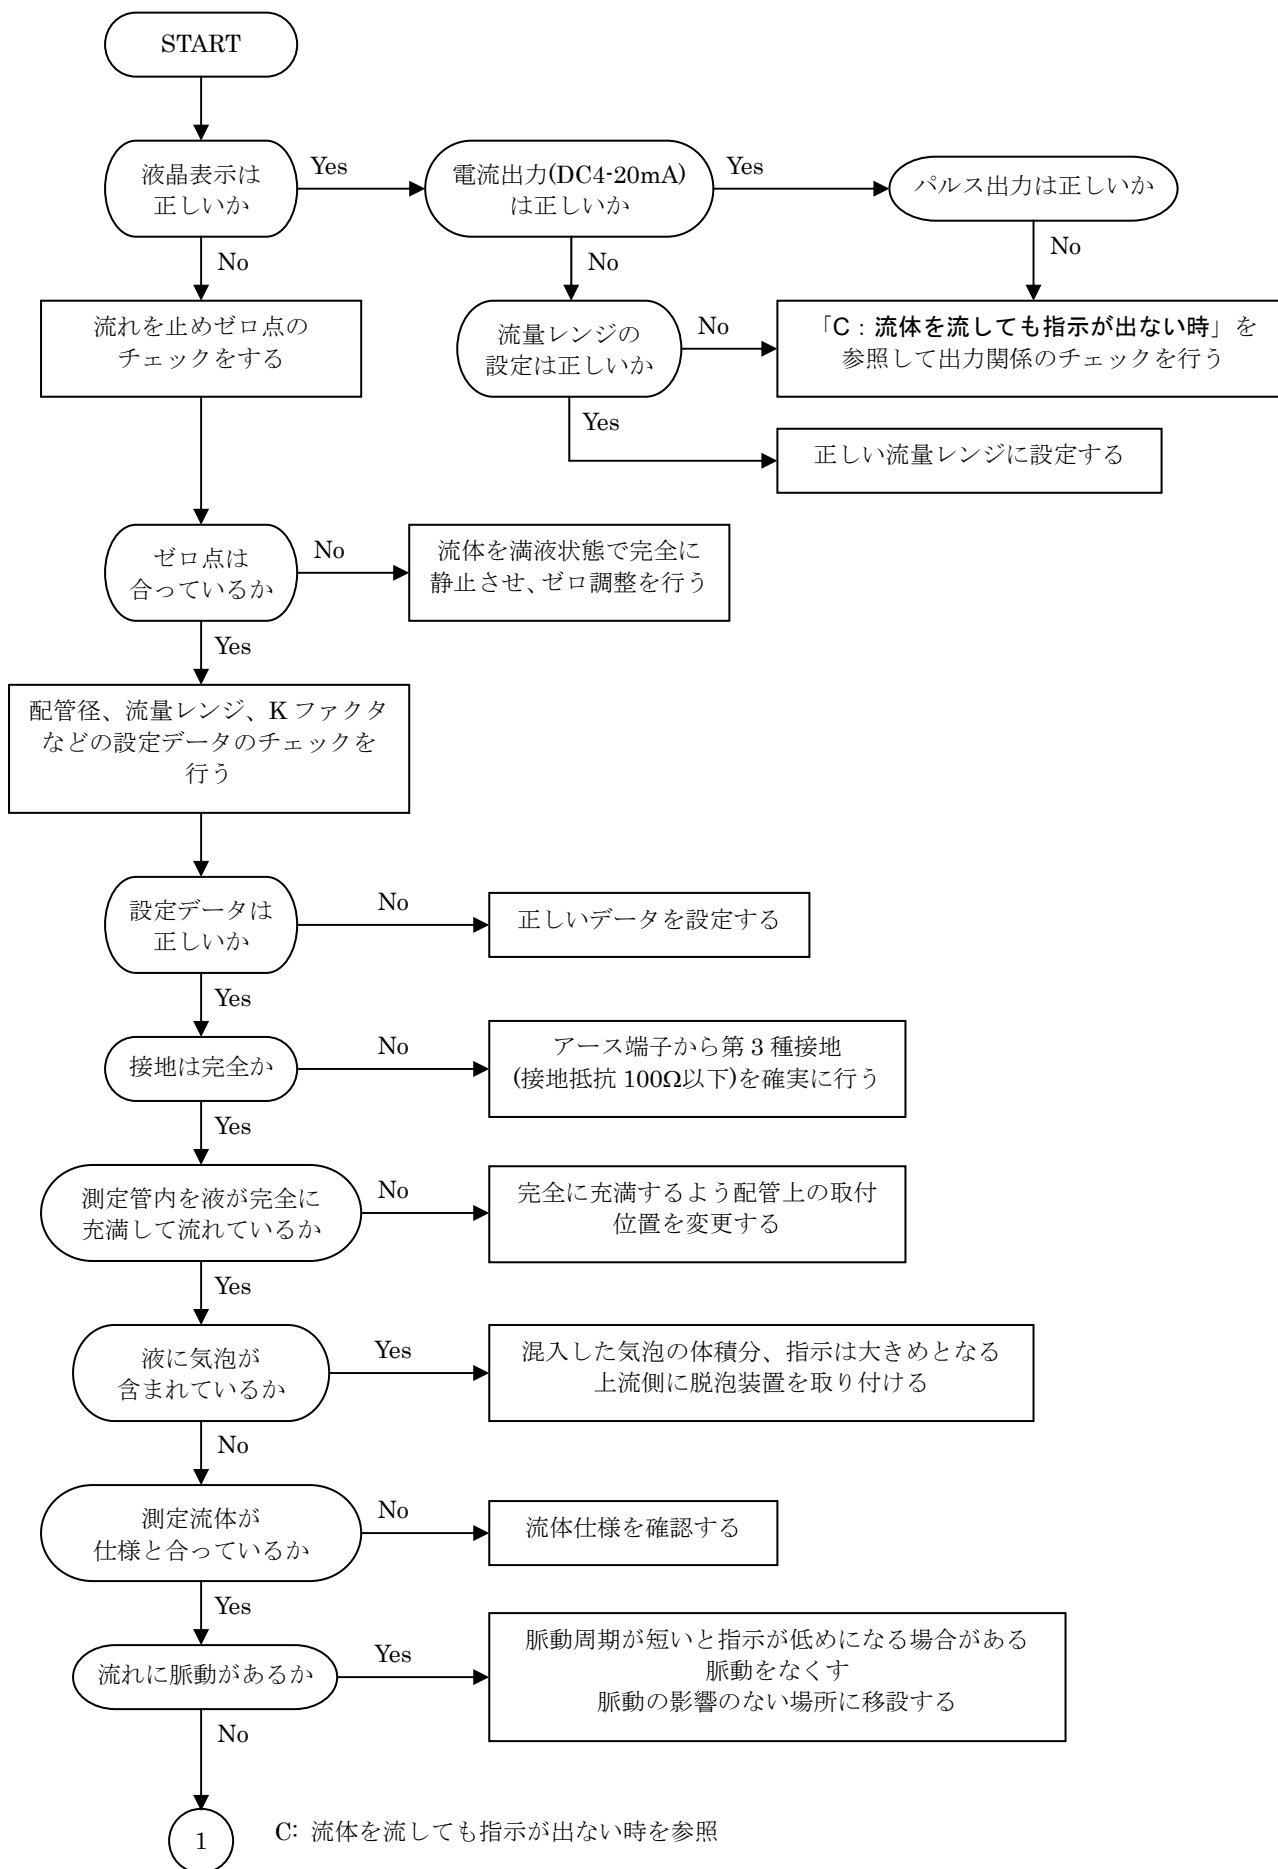 START
液晶表示は
正しいか
Yes
電流出力(DC4-20mA)
は正しいか
Yes
パルス出力は正しいか
No
No
No
流れを止めゼロ点の
チェックをする
流量レンジの
設定は正しいか
No
「C：流体を流しても指示が出ない時」を
参照して出力関係のチェックを行う
Yes
正しい流量レンジに設定する
ゼロ点は
合っているか
No
流体を満液状態で完全に
静止させ、ゼロ調整を行う
Yes
配管径、流量レンジ、K ファクタ
などの設定データのチェックを
行う
設定データは
正しいか
No
正しいデータを設定する
Yes
接地は完全か
No
アース端子から第 3 種接地
(接地抵抗 100Ω以下)を確実に行う
Yes
測定管内を液が完全に
充満して流れているか
No
完全に充満するよう配管上の取付
位置を変更する
Yes
液に気泡が
含まれているか
Yes
混入した気泡の体積分、指示は大きめとなる
上流側に脱泡装置を取り付ける
No
測定流体が
仕様と合っているか
No
流体仕様を確認する
Yes
流れに脈動があるか
Yes
脈動周期が短いと指示が低めになる場合がある
脈動をなくす
脈動の影響のない場所に移設する
No
1
C: 流体を流しても指示が出ない時を参照